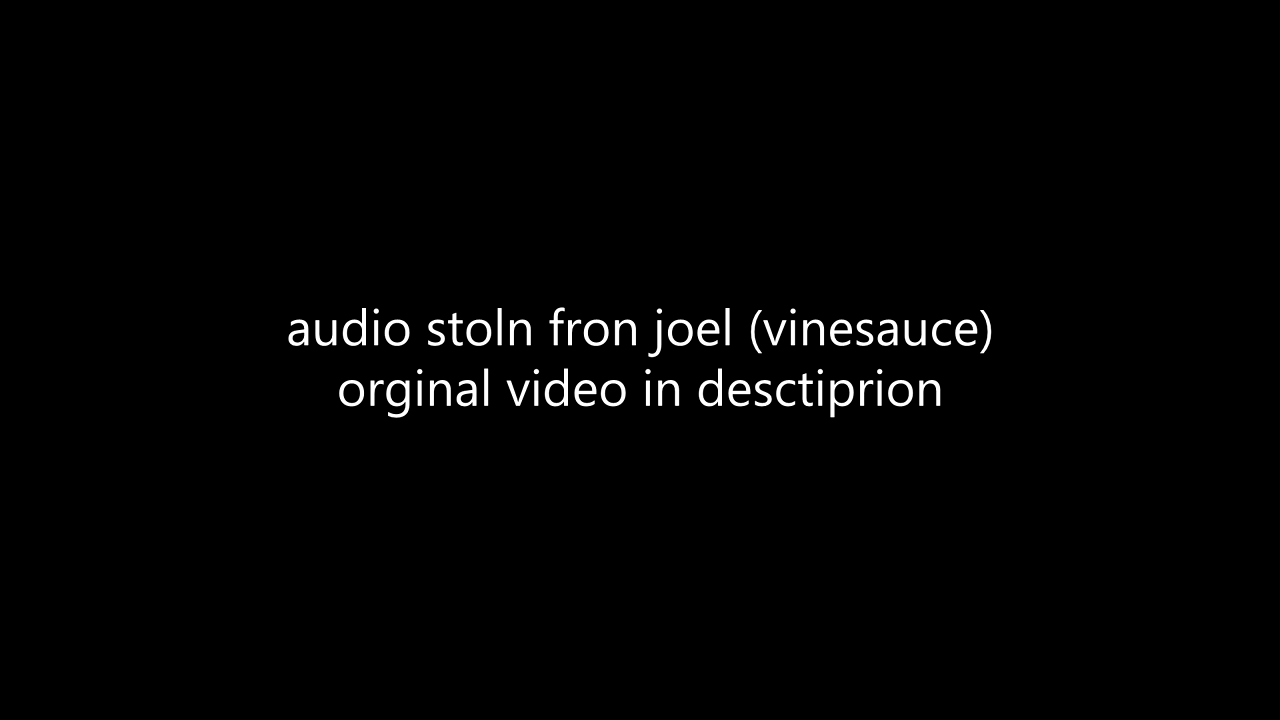 audio stoln fron joel (vinesauce)
orginal video in desctiprion